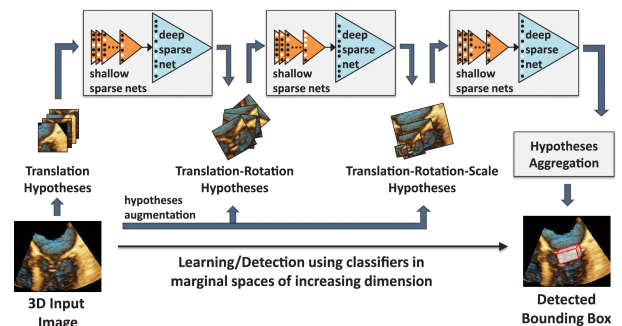 deep
sparse
net
shallow
sparse nets
deep
sparse
net
shallow
sparse nets
deep
sparse
net
shallow
sparse nets
Translation
Hypotheses
Translation-Rotation
Hypotheses
Translation-Rotation-Scale
Hypotheses
Hypotheses
Aggregation
hypotheses
augmentation
Learning/Detection using classifiers in
marginal spaces of increasing dimension
3D Input
Image
Detected
Bounding Box